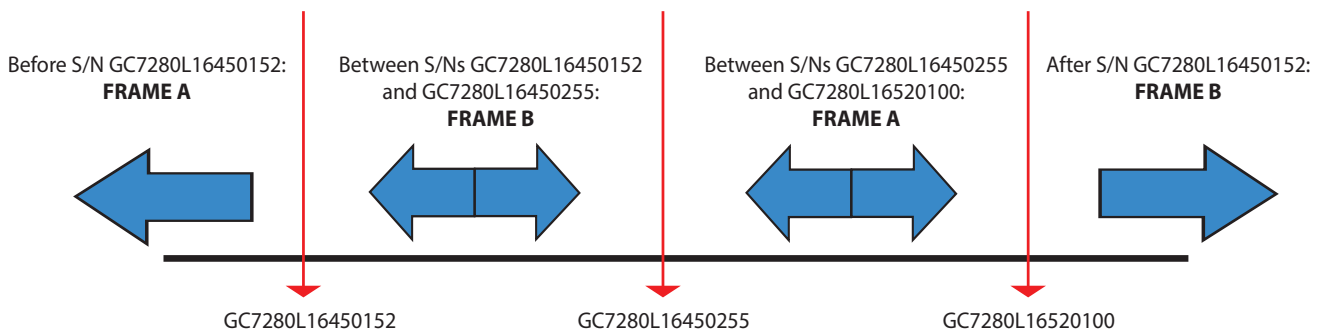 Before S/N GC7280L16450152:
FRAME A
Between S/Ns GC7280L16450152
and GC7280L16450255:
FRAME B
Between S/Ns GC7280L16450255
and GC7280L16520100:
FRAME A
After S/N GC7280L16450152:
FRAME B
GC7280L16450152
GC7280L16450255
GC7280L16520100